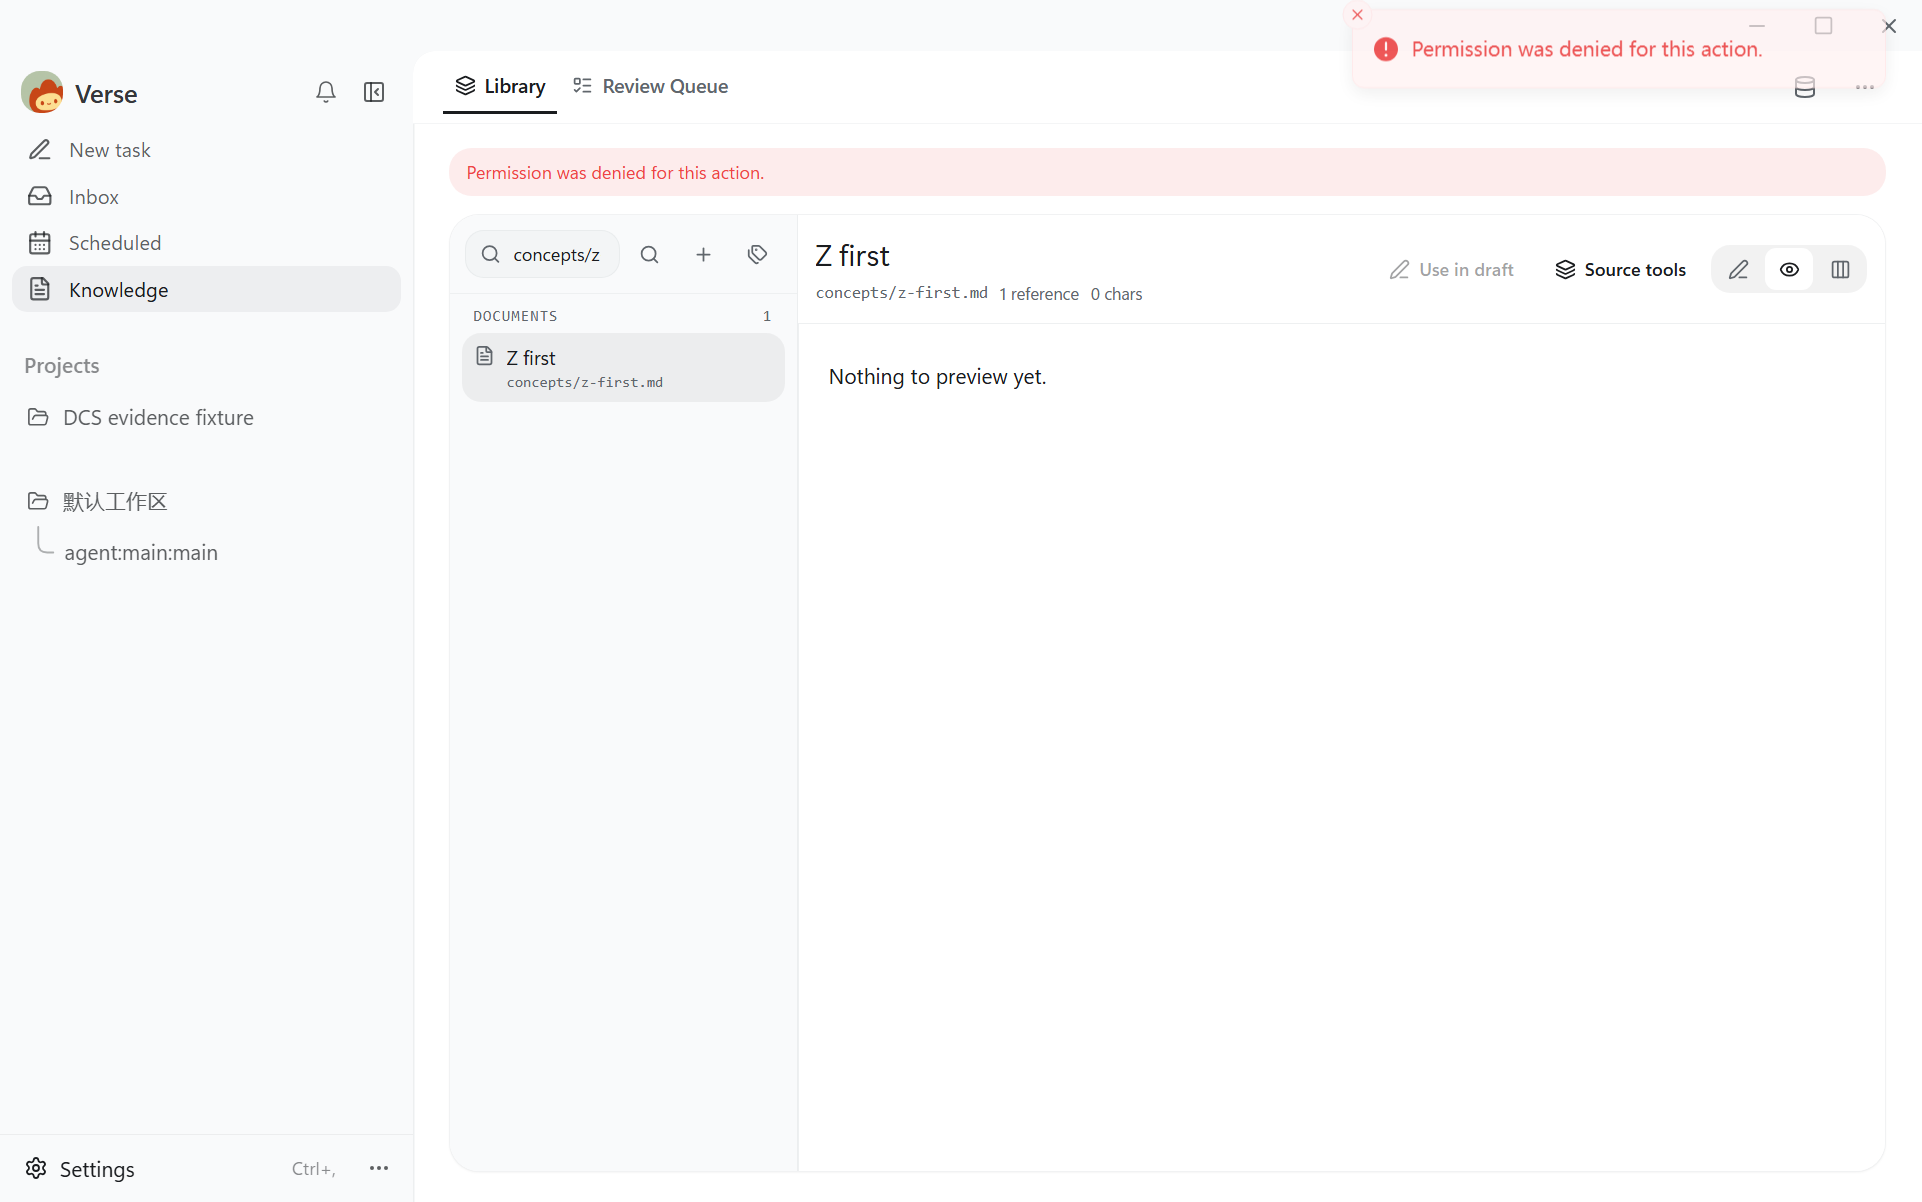 Permission was denied for this action.
Verse
Library
Review Queue
New task
Inbox
Scheduled
Knowledge
Projects
DCS evidence fixture
默认工作区
agent:main:main
Settings
Ctrl+,
Permission was denied for this action.
concepts/z
DOCUMENTS 1
Z first
concepts/z-first.md
Z first
concepts/z-first.md 1 reference 0 chars
Use in draft
Source tools
Nothing to preview yet.